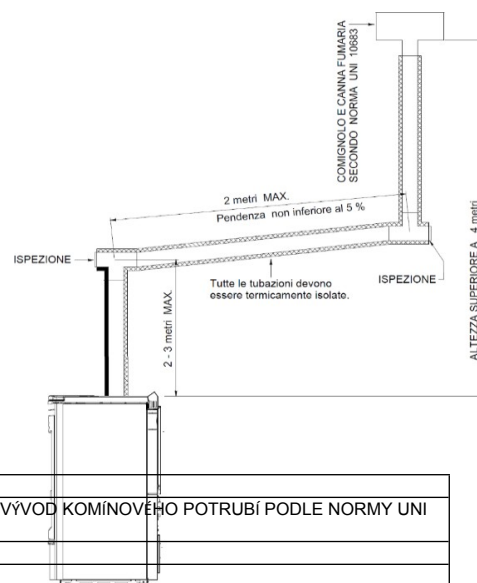 COMIGNOLO E CANNA FUMARIA
SECONDO NORMA UNI 10683
2 metri MAX.
Pendenza non inferiore al 5 %
ISPEZIONE
ISPEZIONE
Tutte le tubazioni devono
essere termicamente isolate.
2 - 3 metri MAX.
ALTEZZA SUPERIORE A 4 metri
VÝVOD KOMÍNOVÉHO POTRUBÍ PODLE NORMY UNI